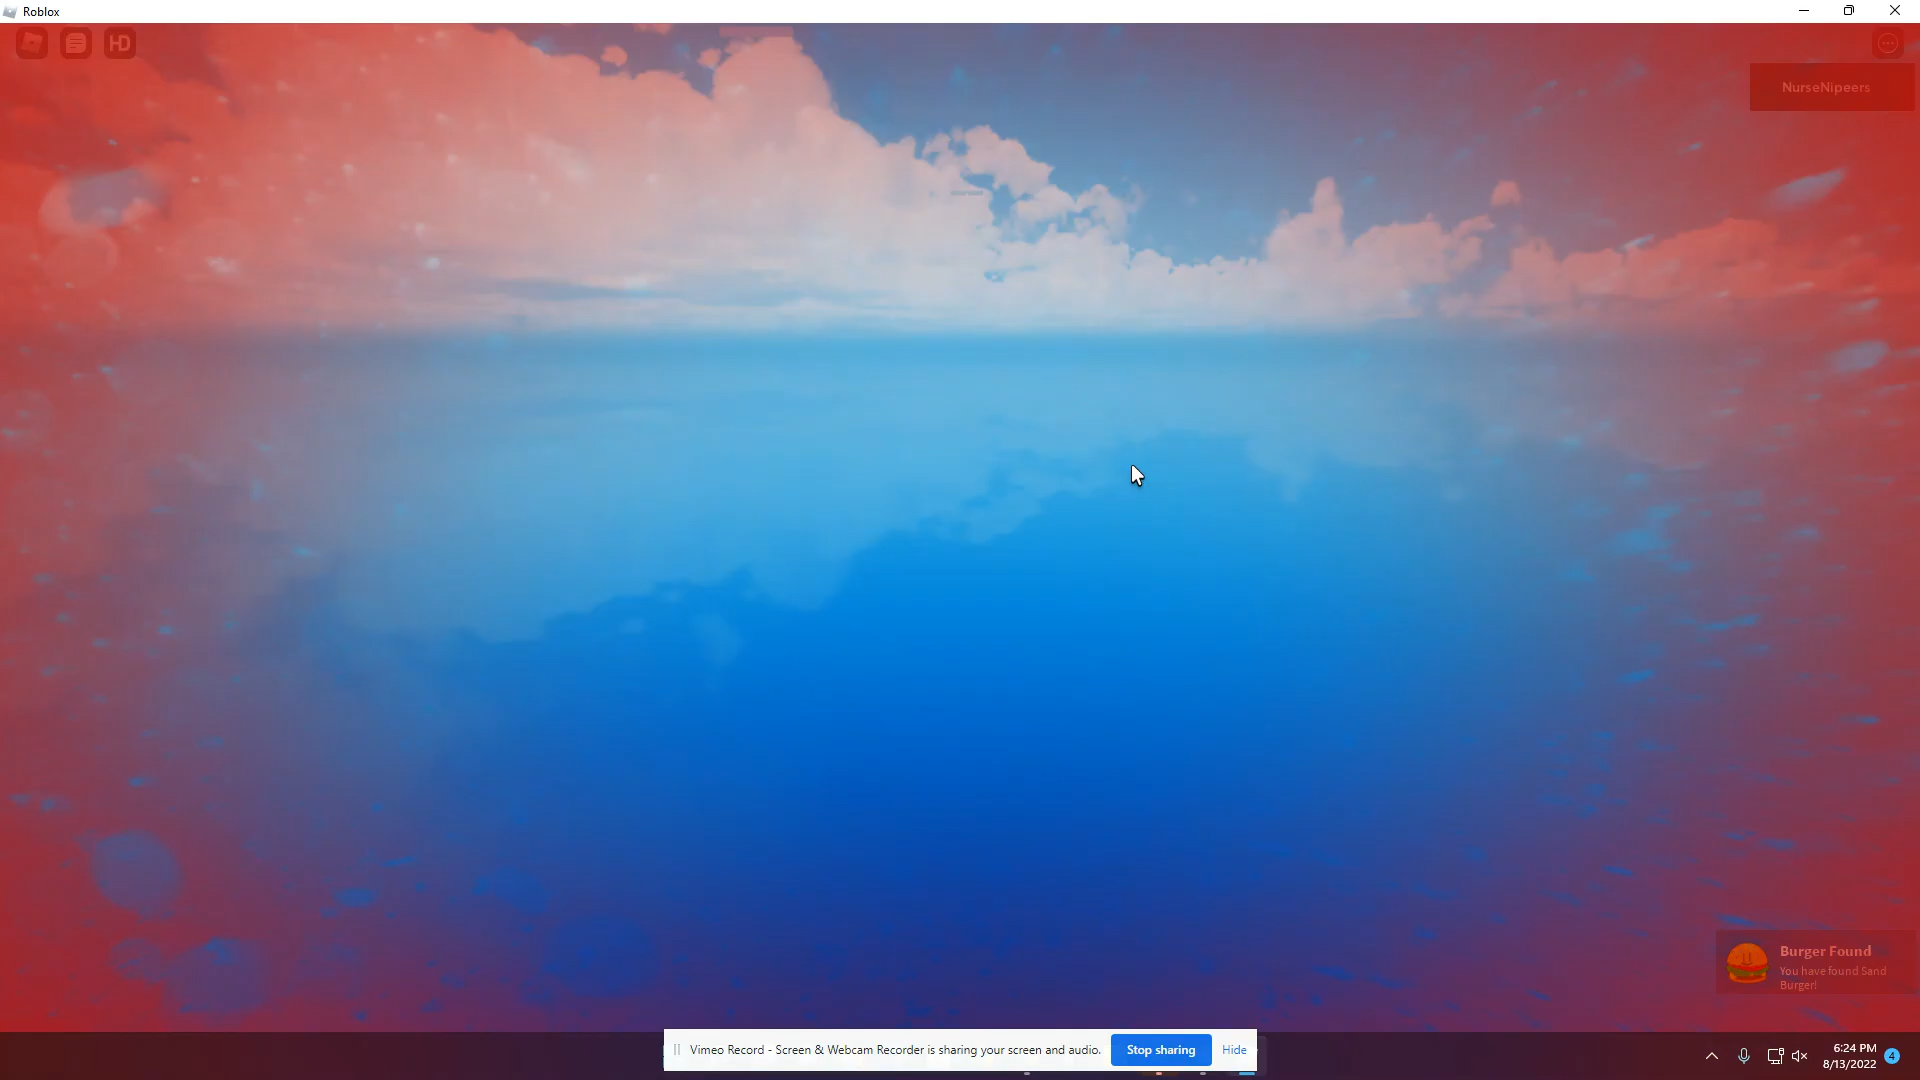 Roblox
HD
NurseNipeers
Burger Found
You have found Sand
Burger!
Vimeo Record - Screen & Webcam Recorder is sharing your screen and audio.
Stop sharing
Hide
6:24 PM
8/13/2022
4